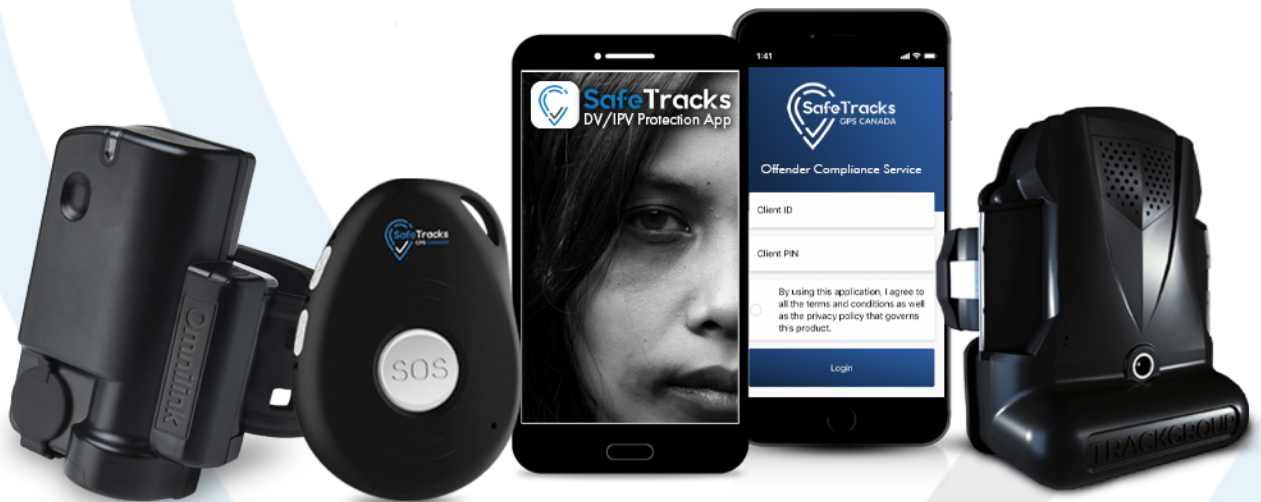 Omnilink
SafeTracks
GPS CANADA
SOS
SafeTracks
DV/IPV Protection App
1:41
SafeTracks
GPS CANADA
Offender Compliance Service
Client ID
Client PIN
By using this application, I agree to
all the terms and conditions as well
as the privacy policy that governs
this product.
Login
TRACKGROUP